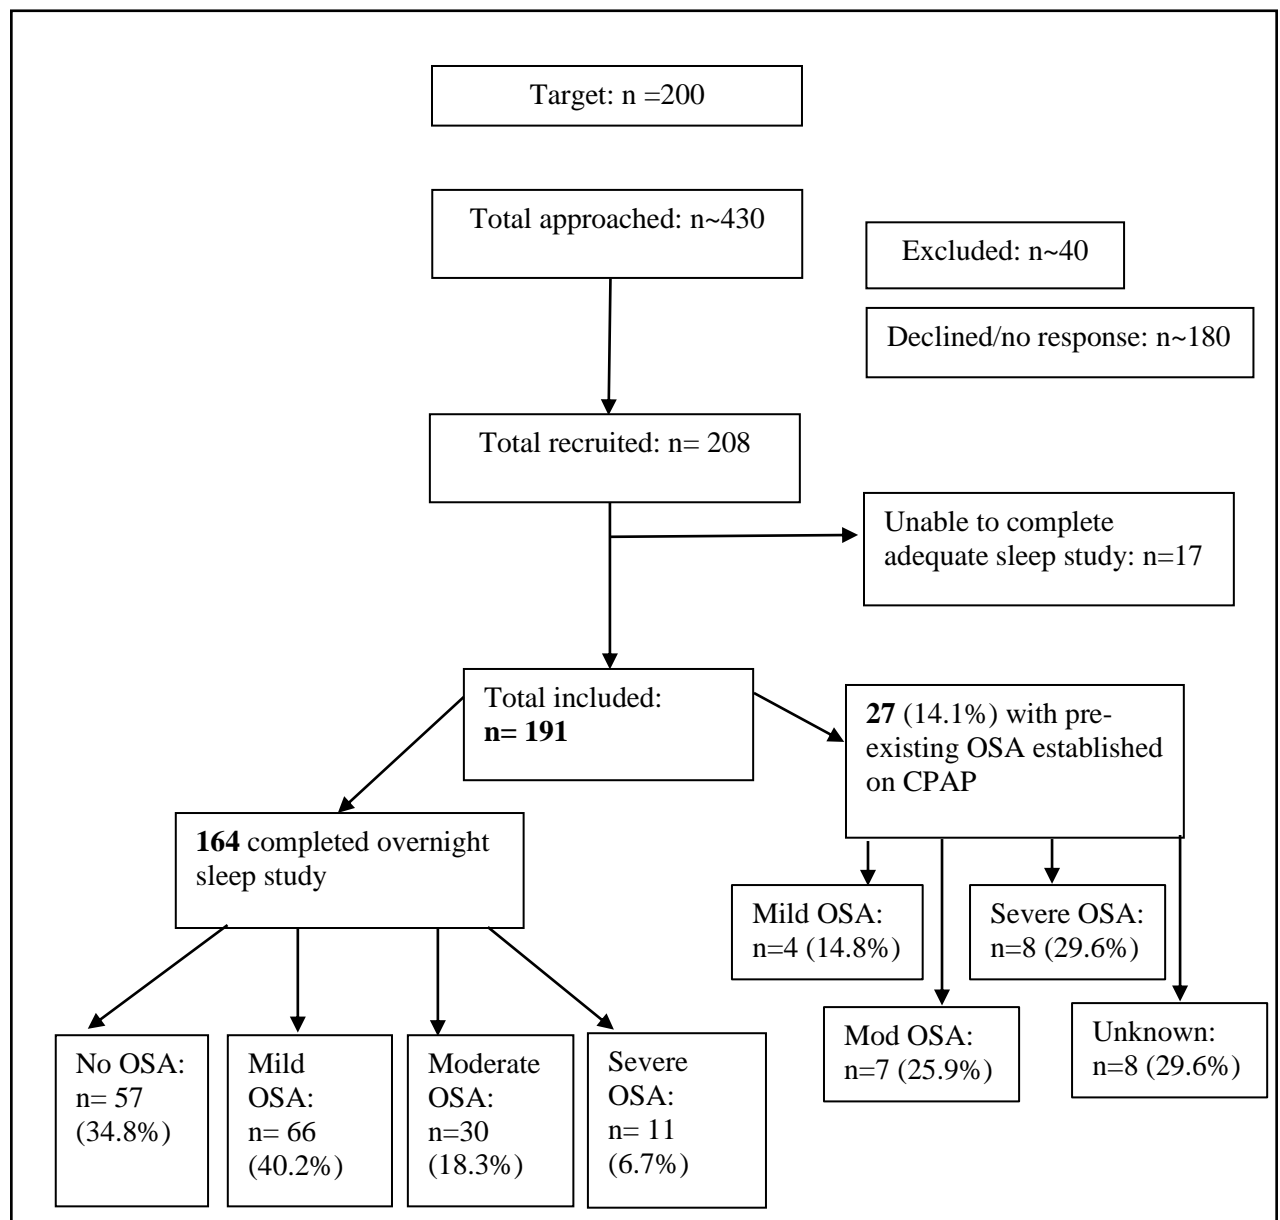 Target: n =200
Total approached: n~430
Excluded: n~40
Declined/no response: n~180
Total recruited: n= 208
Unable to complete
adequate sleep study: n=17
Total included:
n= 191
27 (14.1%) with pre-
existing OSA established
on CPAP
164 completed overnight
sleep study
Mild OSA:
n=4 (14.8%)
Severe OSA:
n=8 (29.6%)
Mod OSA:
n=7 (25.9%)
Unknown:
n=8 (29.6%)
No OSA:
n= 57
(34.8%)
Mild
OSA:
n= 66
(40.2%)
Moderate
OSA:
n=30
(18.3%)
Severe
OSA:
n= 11
(6.7%)